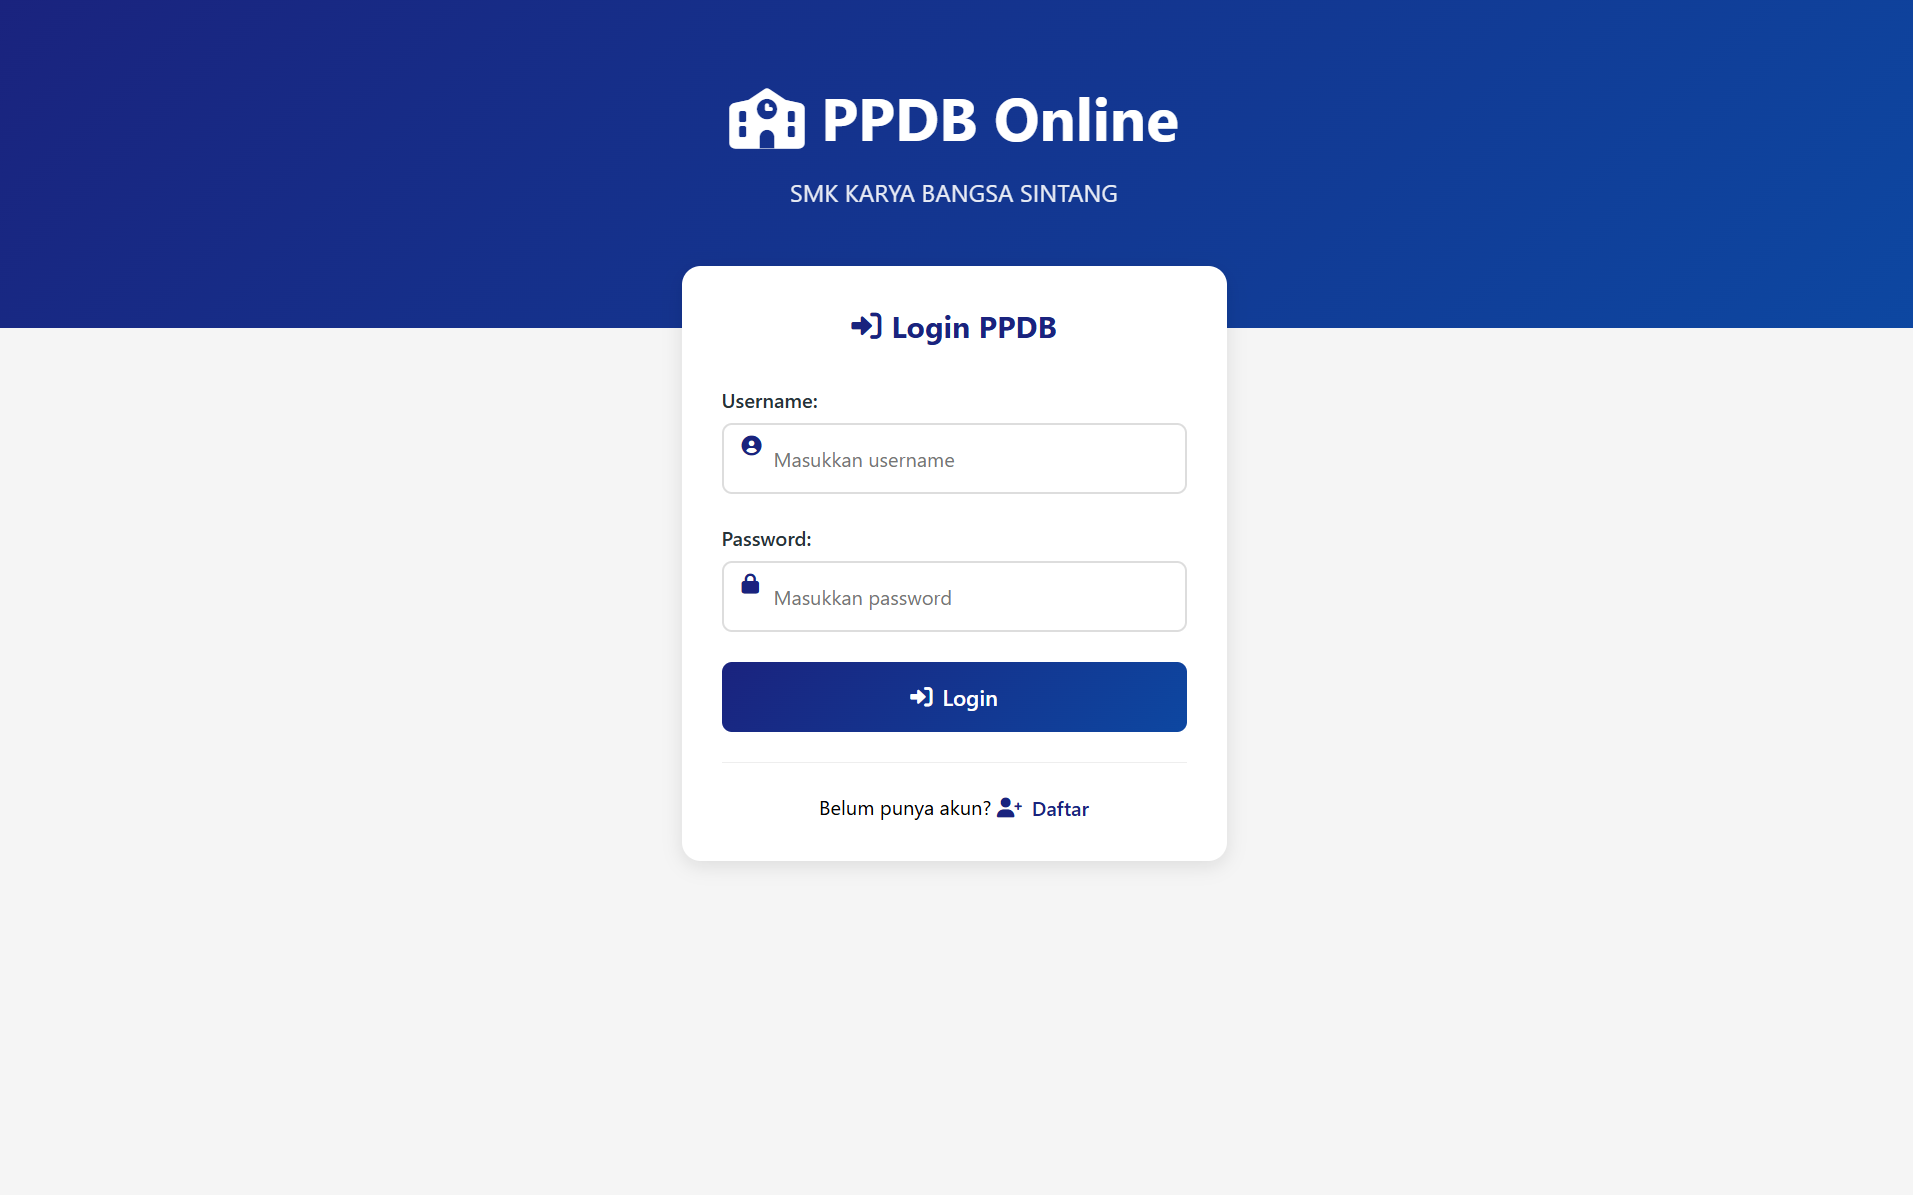 PPDB Online
SMK KARYA BANGSA SINTANG
Login PPDB
Username:
Masukkan username
Password:
Masukkan password
Login
Belum punya akun? Daftar